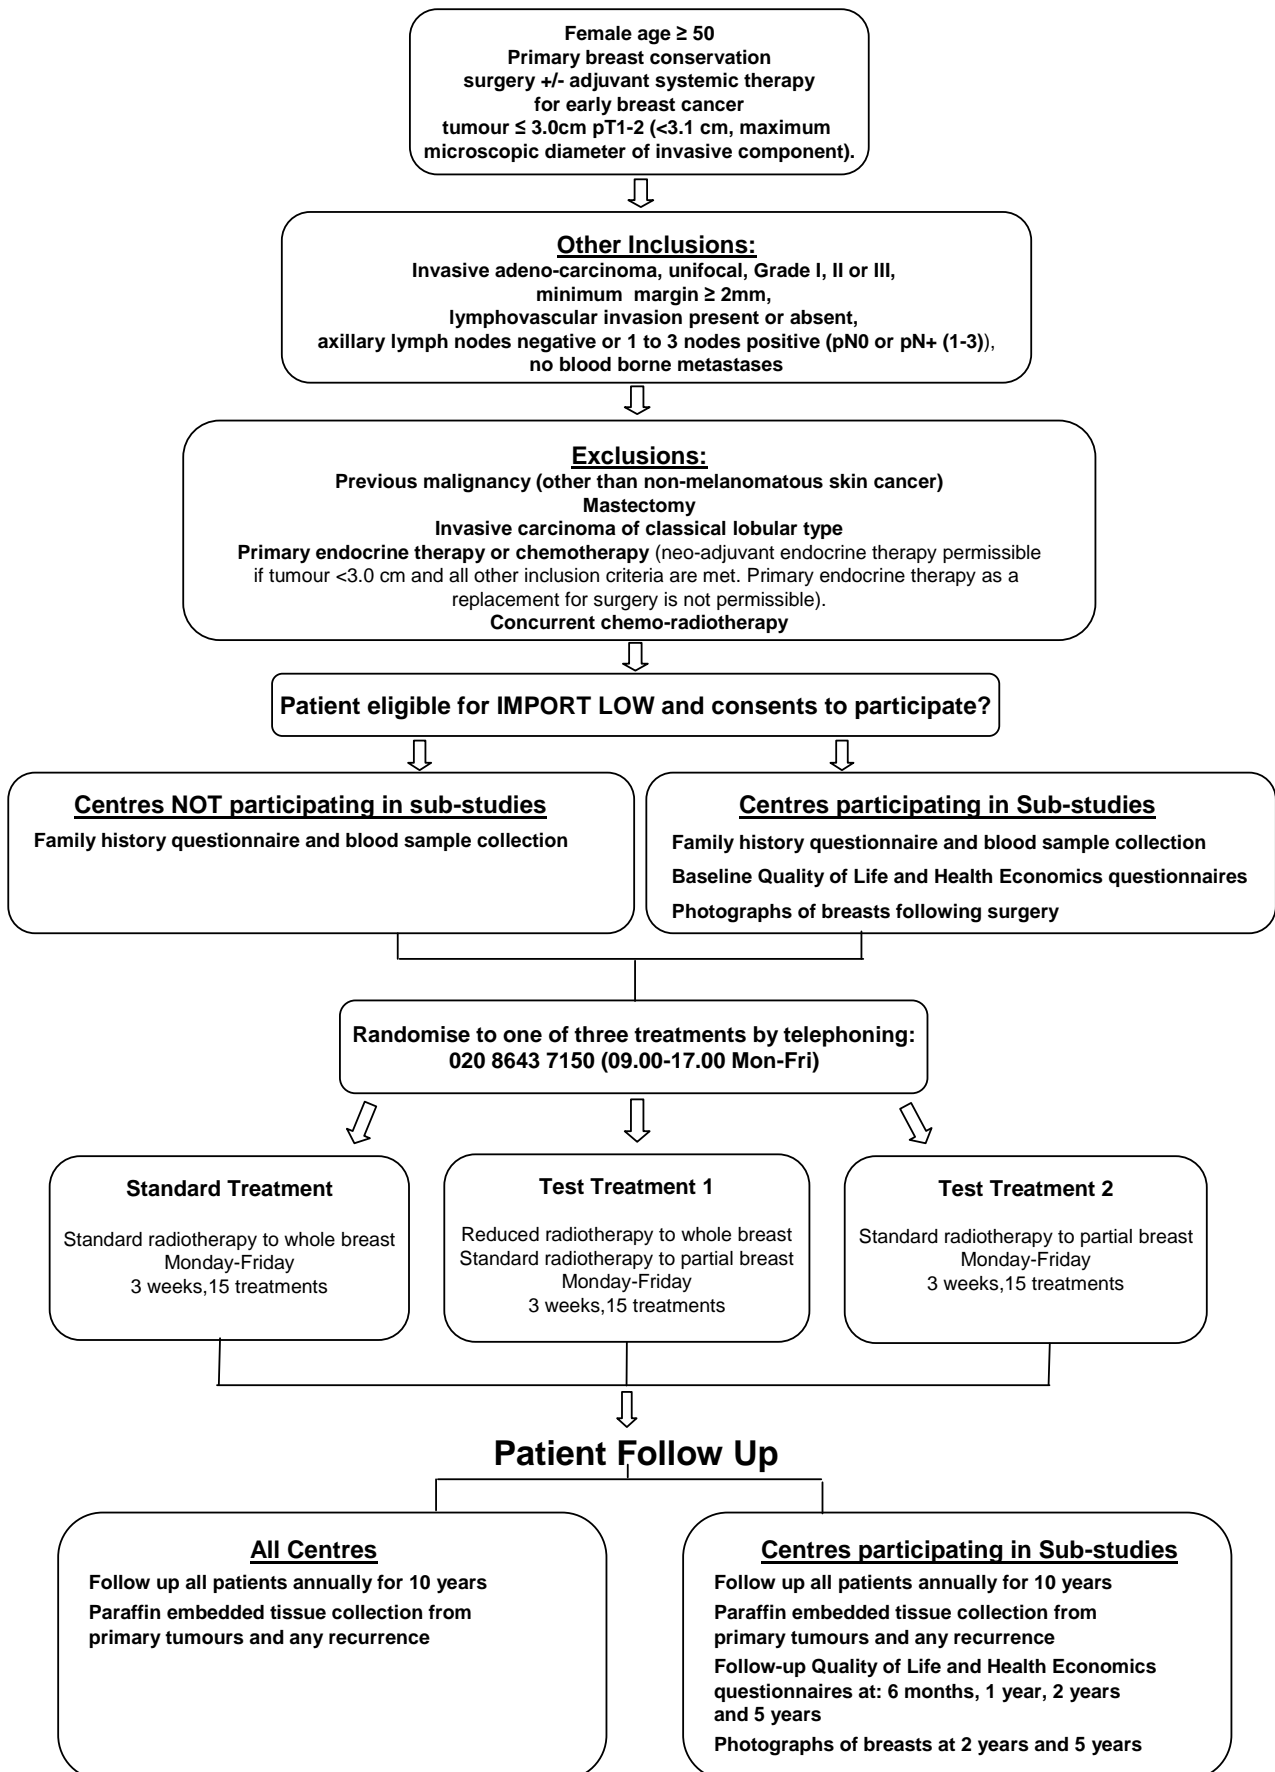 Female age ≥ 50
Primary breast conservation
surgery +/- adjuvant systemic therapy
for early breast cancer
tumour ≤ 3.0cm pT1-2 (<3.1 cm, maximum
microscopic diameter of invasive component).
Other Inclusions:
Invasive adeno-carcinoma, unifocal, Grade I, II or III,
minimum margin ≥ 2mm,
lymphovascular invasion present or absent,
axillary lymph nodes negative or 1 to 3 nodes positive (pN0 or pN+ (1-3)),
no blood borne metastases
Exclusions:
Previous malignancy (other than non-melanomatous skin cancer)
Mastectomy
Invasive carcinoma of classical lobular type
Primary endocrine therapy or chemotherapy (neo-adjuvant endocrine therapy permissible
if tumour <3.0 cm and all other inclusion criteria are met. Primary endocrine therapy as a
replacement for surgery is not permissible).
Concurrent chemo-radiotherapy
Patient eligible for IMPORT LOW and consents to participate?
Centres NOT participating in sub-studies
Family history questionnaire and blood sample collection
Centres participating in Sub-studies
Family history questionnaire and blood sample collection
Baseline Quality of Life and Health Economics questionnaires
Photographs of breasts following surgery
Randomise to one of three treatments by telephoning:
020 8643 7150 (09.00-17.00 Mon-Fri)
Standard Treatment
Standard radiotherapy to whole breast
Monday-Friday
3 weeks,15 treatments
Test Treatment 1
Reduced radiotherapy to whole breast
Standard radiotherapy to partial breast
Monday-Friday
3 weeks,15 treatments
Test Treatment 2
Standard radiotherapy to partial breast
Monday-Friday
3 weeks,15 treatments
Patient Follow Up
All Centres
Follow up all patients annually for 10 years
Paraffin embedded tissue collection from
primary tumours and any recurrence
Centres participating in Sub-studies
Follow up all patients annually for 10 years
Paraffin embedded tissue collection from
primary tumours and any recurrence
Follow-up Quality of Life and Health Economics
questionnaires at: 6 months, 1 year, 2 years
and 5 years
Photographs of breasts at 2 years and 5 years